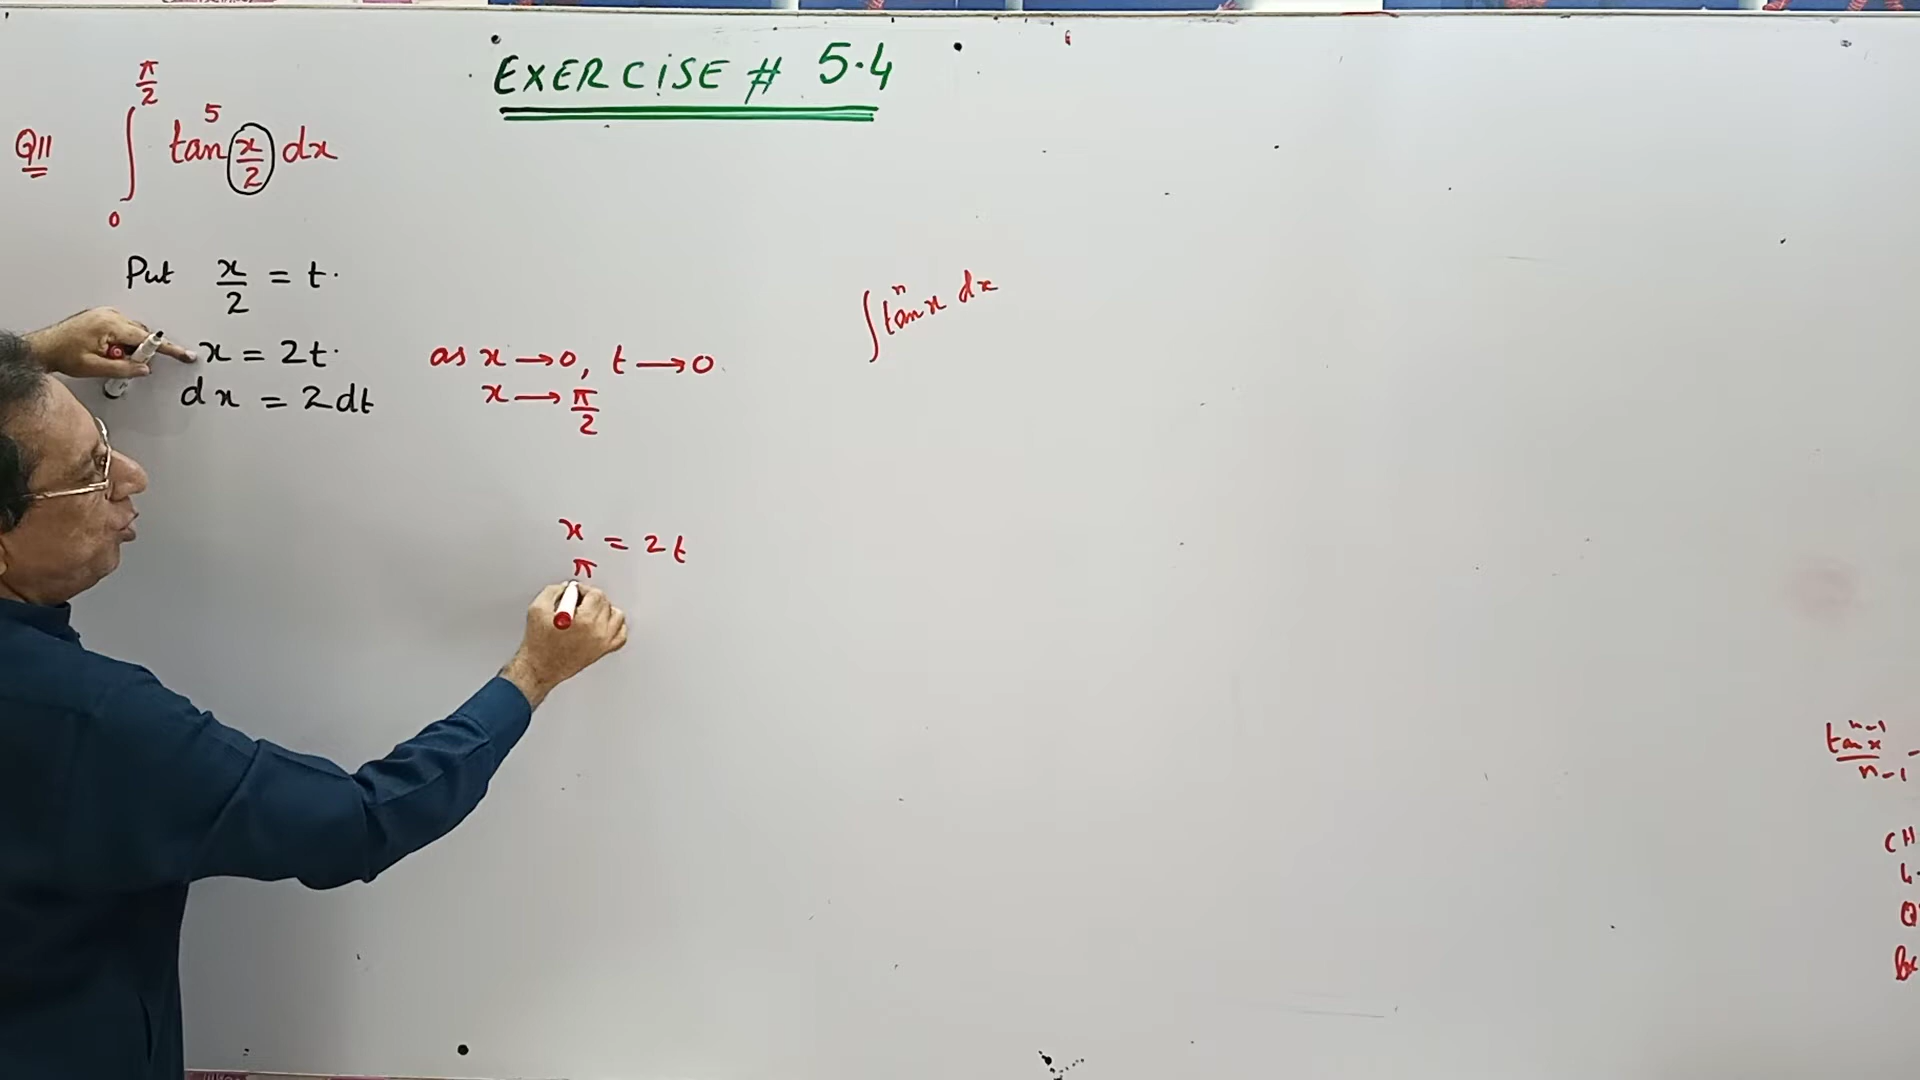 EXERCISE # 5.4
Q11 ∫₀^(π/2) tan⁵(x/2) dx
Put x/2 = t.
x = 2t.
dx = 2dt
as x → 0, t → 0
x → π/2
x = 2t
π
∫tanⁿx dx
tanⁿ⁻¹x / n-1 -
CH
Q